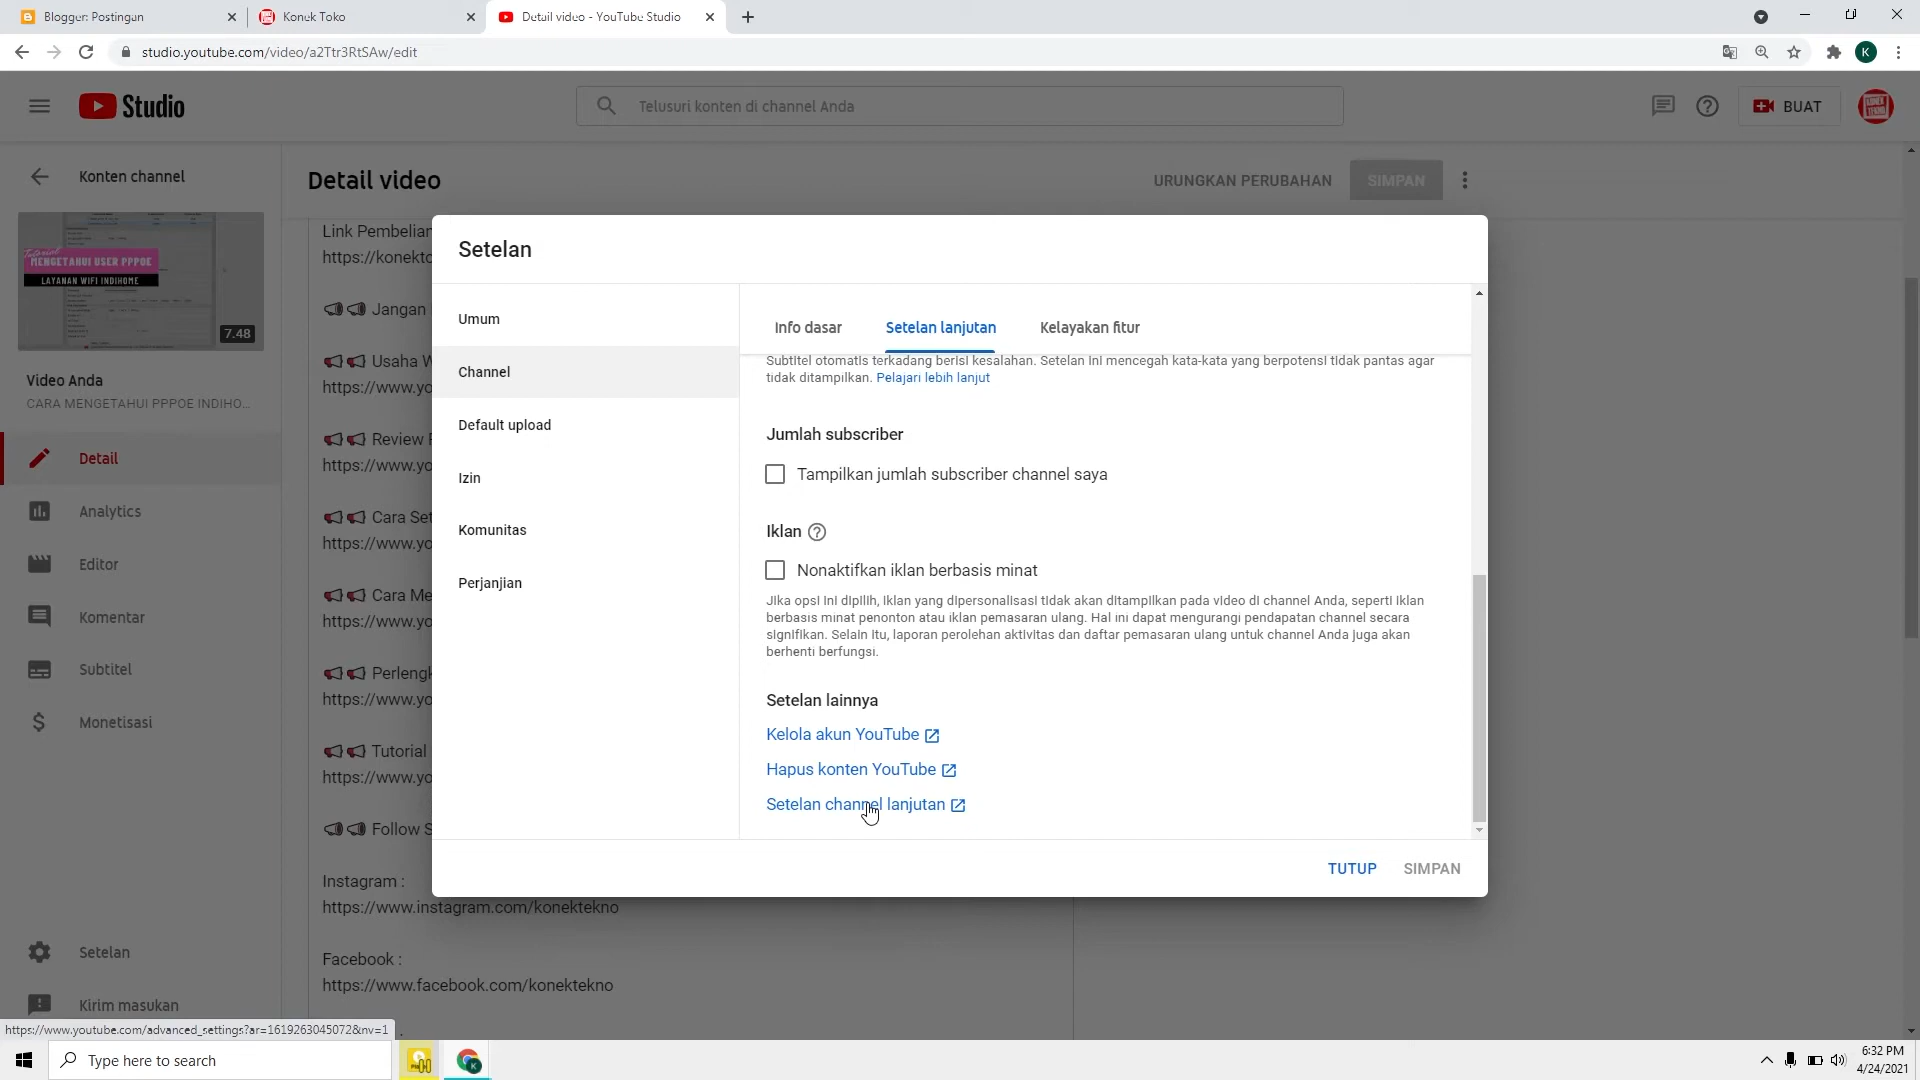 Blogger: Postingan
Konek Toko
Detail video - YouTube Studio
studio.youtube.com/video/a2Ttr3RtSAw/edit
K
Studio
Telusuri konten di channel Anda
BUAT
Konten channel
Detail video
URUNGKAN PERUBAHAN
SIMPAN
MENGETAHUI USER PPPOE
LAYANAN WIFI INDIHOME
7.48
Video Anda
CARA MENGETAHUI PPPOE INDIHO...
Detail
Analytics
Editor
Komentar
Subtitel
Monetisasi
Setelan
Kirim masukan
Link Pembelian
https://konekto
Jangan
Usaha W
https://www.yo
Review
https://www.yo
Cara Set
https://www.yo
Cara Me
https://www.yo
Perlengk
https://www.yo
Tutorial
https://www.yo
Follow S
Instagram :
https://www.instagram.com/konektekno
Facebook :
https://www.facebook.com/konektekno
Setelan
Umum
Channel
Default upload
Izin
Komunitas
Perjanjian
Info dasar
Setelan lanjutan
Kelayakan fitur
Subtitel otomatis terkadang berisi kesalahan. Setelan ini mencegah kata-kata yang berpotensi tidak pantas agar
tidak ditampilkan. Pelajari lebih lanjut
Jumlah subscriber
Tampilkan jumlah subscriber channel saya
Iklan
Nonaktifkan iklan berbasis minat
Jika opsi ini dipilih, iklan yang dipersonalisasi tidak akan ditampilkan pada video di channel Anda, seperti iklan
berbasis minat penonton atau iklan pemasaran ulang. Hal ini dapat mengurangi pendapatan channel secara
signifikan. Selain itu, laporan perolehan aktivitas dan daftar pemasaran ulang untuk channel Anda juga akan
berhenti berfungsi.
Setelan lainnya
Kelola akun YouTube
Hapus konten YouTube
Setelan channel lanjutan
TUTUP
SIMPAN
https://www.youtube.com/advanced_settings?ar=1619263045072&nv=1
Type here to search
6:32 PM
4/24/2021